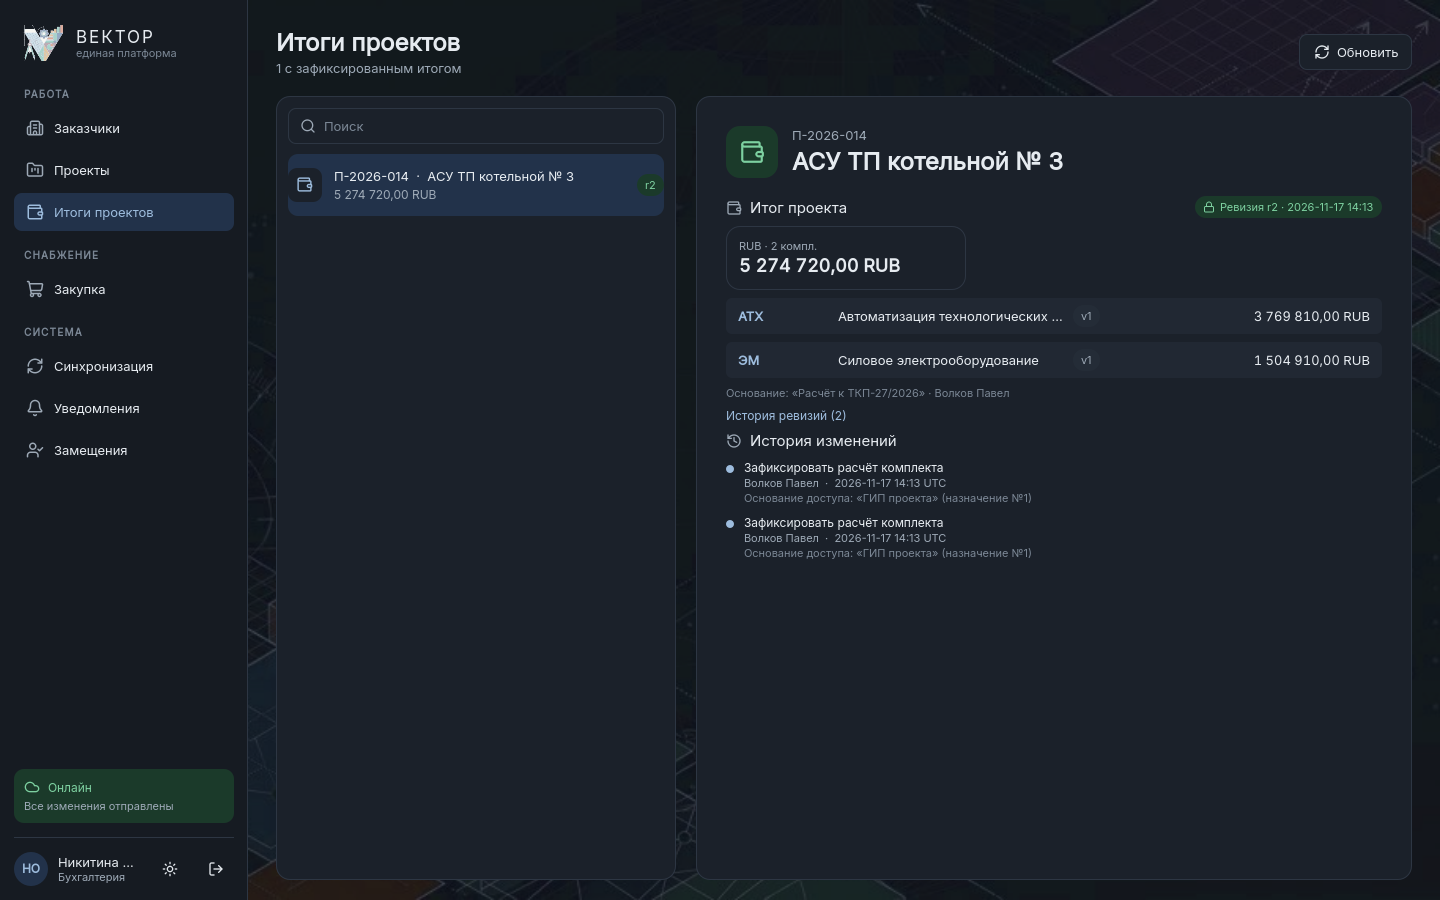 ВЕКТОР
единая платформа
РАБОТА
Заказчики
Проекты
Итоги проектов
СНАБЖЕНИЕ
Закупка
СИСТЕМА
Синхронизация
Уведомления
Замещения
Онлайн
Все изменения отправлены
НО
Никитина ...
Бухгалтерия
Итоги проектов
1 с зафиксированным итогом
Обновить
Поиск
П-2026-014 · АСУ ТП котельной № 3
5 274 720,00 RUB
r2
П-2026-014
АСУ ТП котельной № 3
Итог проекта
Ревизия r2 · 2026-11-17 14:13
RUB · 2 компл.
5 274 720,00 RUB
АТХ Автоматизация технологических ... v1 3 769 810,00 RUB
ЭМ Силовое электрооборудование v1 1 504 910,00 RUB
Основание: «Расчёт к ТКП-27/2026» · Волков Павел
История ревизий (2)
История изменений
Зафиксировать расчёт комплекта
Волков Павел · 2026-11-17 14:13 UTC
Основание доступа: «ГИП проекта» (назначение №1)
Зафиксировать расчёт комплекта
Волков Павел · 2026-11-17 14:13 UTC
Основание доступа: «ГИП проекта» (назначение №1)